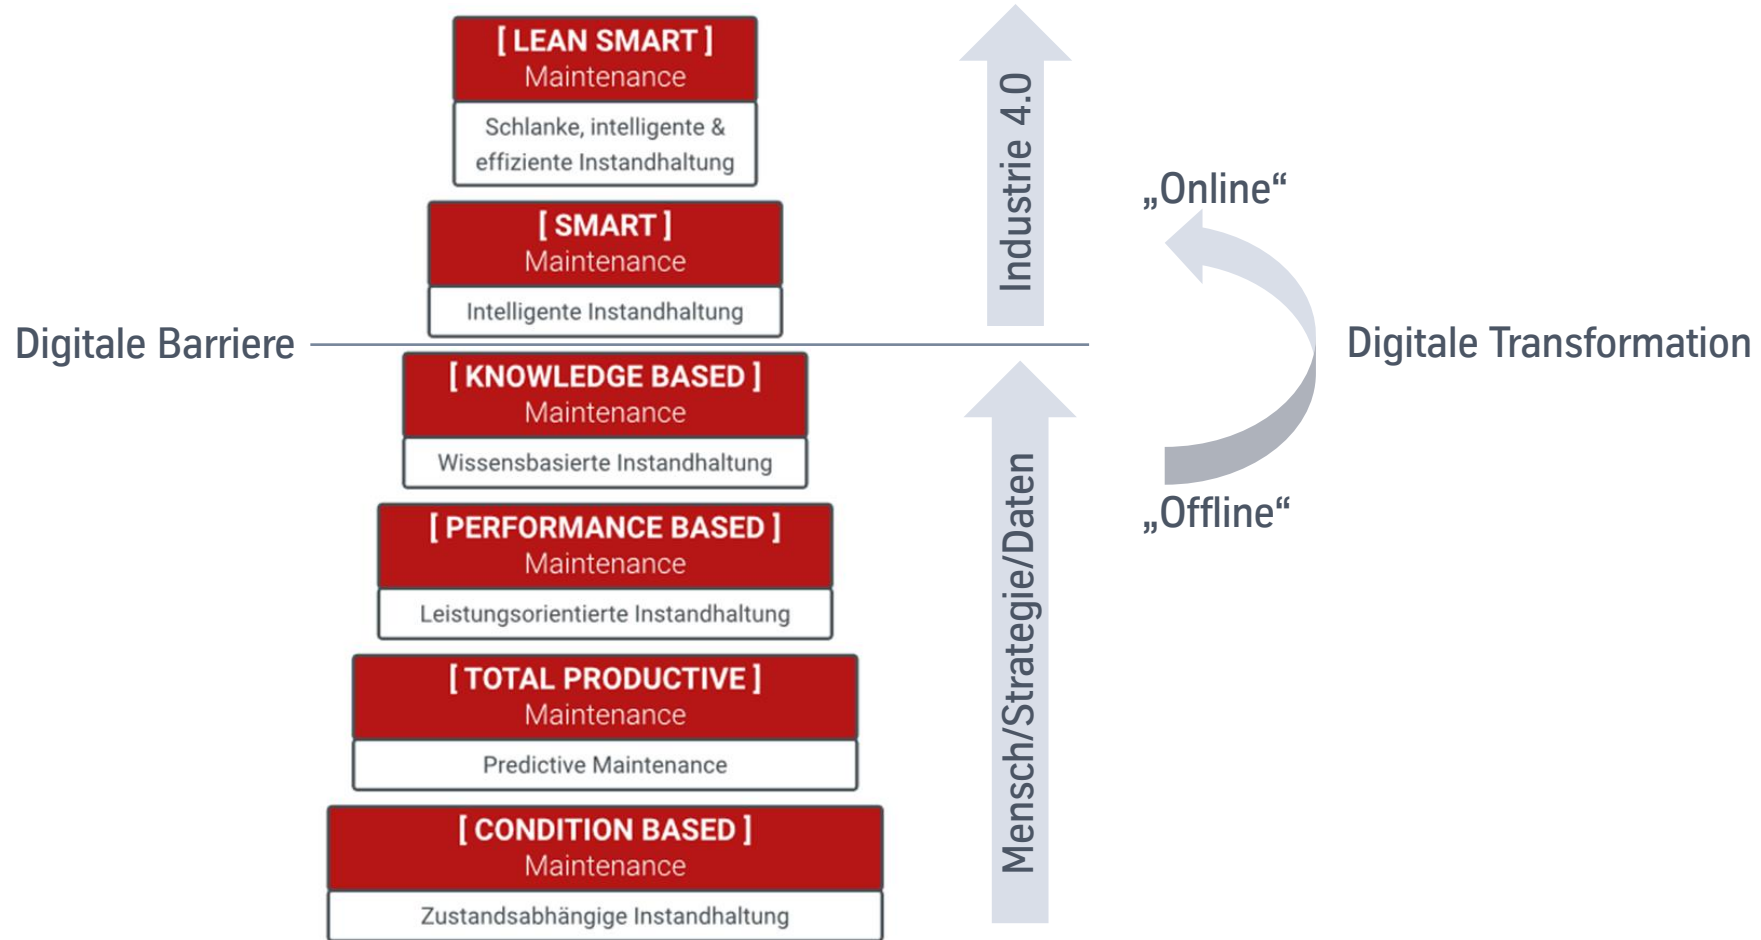 [ LEAN SMART ]
Maintenance
Schlanke, intelligente &
effiziente Instandhaltung
[ SMART ]
Maintenance
Intelligente Instandhaltung
Digitale Barriere
[ KNOWLEDGE BASED ]
Maintenance
Wissensbasierte Instandhaltung
[ PERFORMANCE BASED ]
Maintenance
Leistungsorientierte Instandhaltung
[ TOTAL PRODUCTIVE ]
Maintenance
Predictive Maintenance
[ CONDITION BASED ]
Maintenance
Zustandsabhängige Instandhaltung
Industrie 4.0
Mensch/Strategie/Daten
„Online“
Digitale Transformation
„Offline“